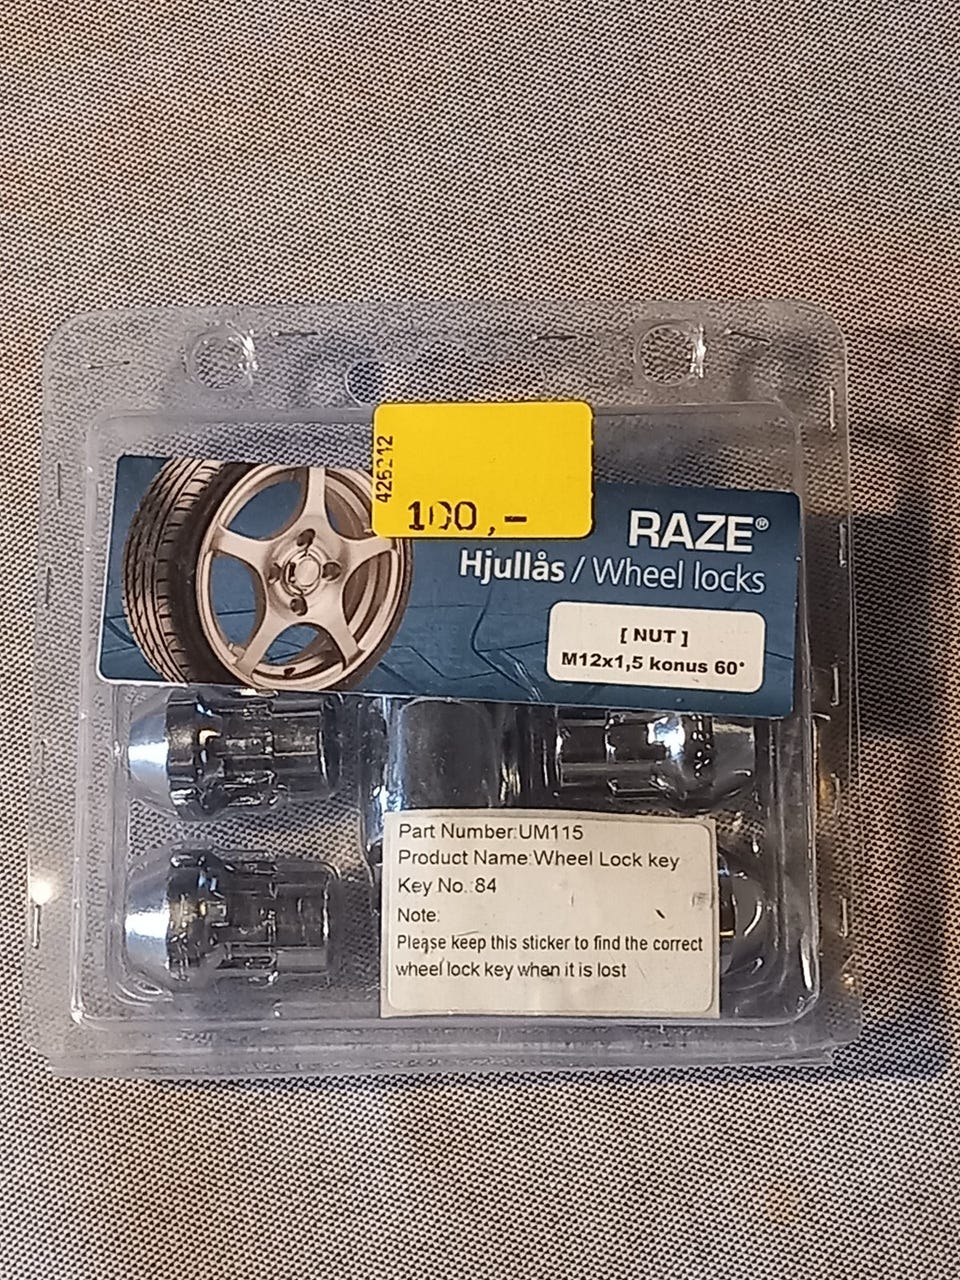 426212
100,-
RAZE®
Hjullås / Wheel locks
[ NUT ]
M12x1,5 konus 60°
Part Number:UM115
Product Name:Wheel Lock key
Key No.:84
Note:
Please keep this sticker to find the correct
wheel lock key when it is lost